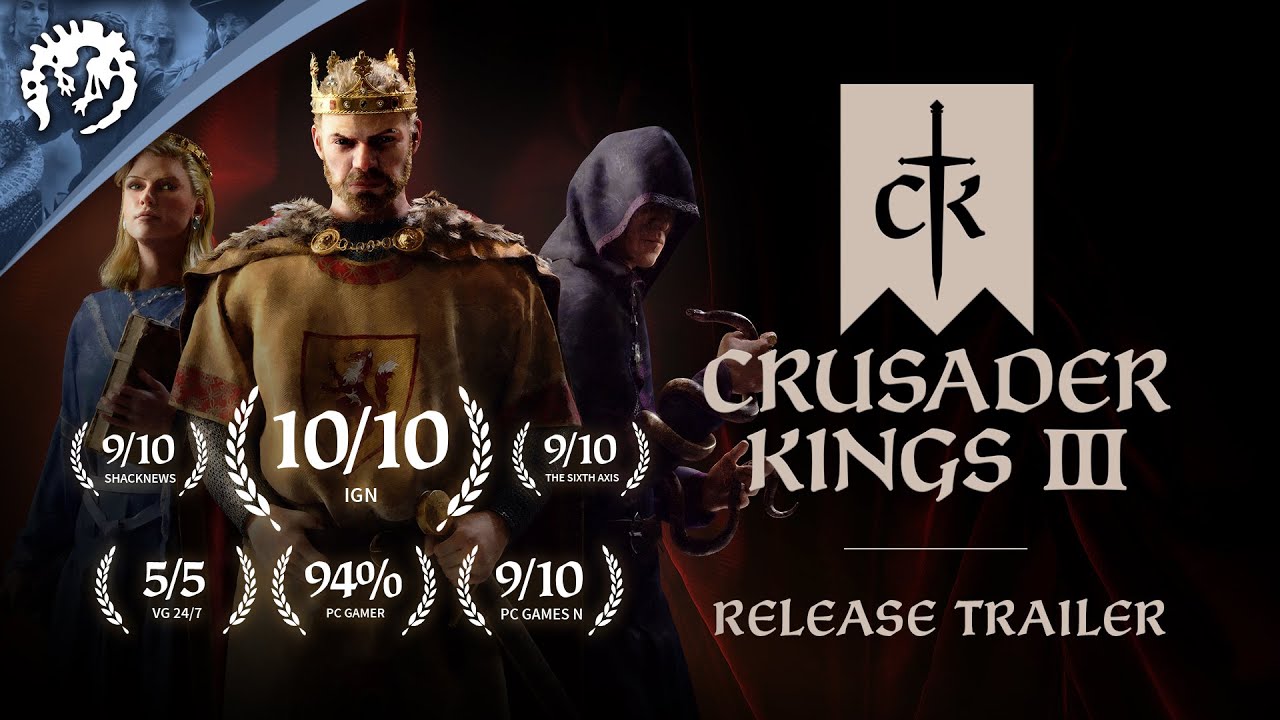 CK
CRUSADER
KINGS III
RELEASE TRAILER
9/10
SHACKNEWS
10/10
IGN
9/10
THE SIXTH AXIS
5/5
VG 24/7
94%
PC GAMER
9/10
PC GAMES N